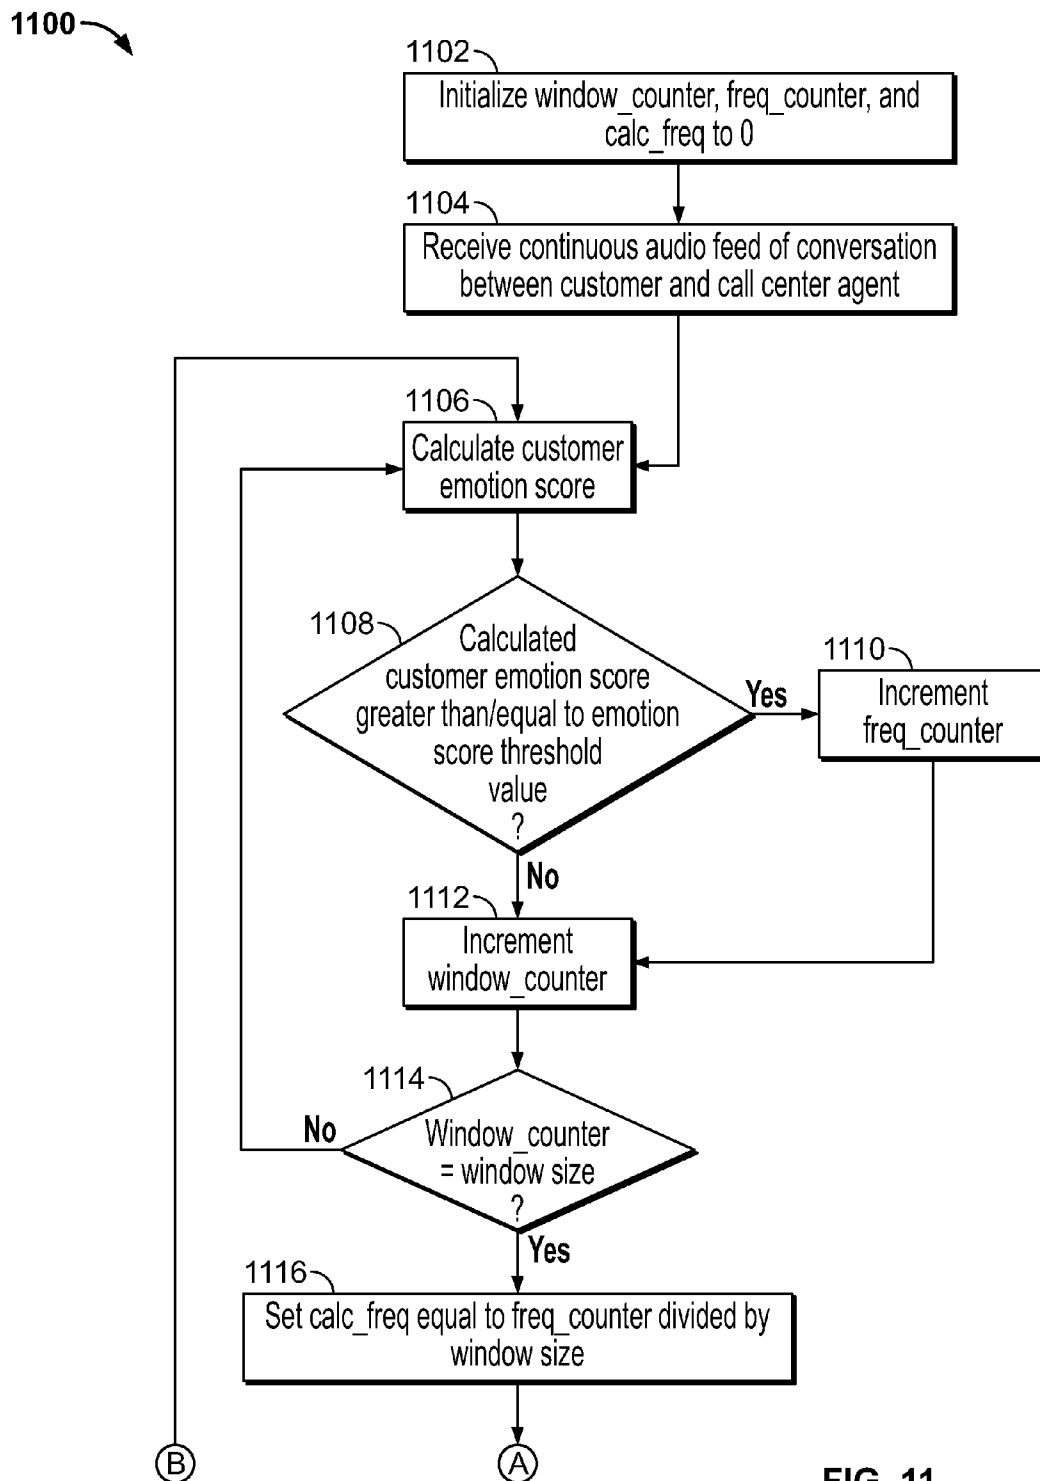 1100
1102
Initialize window_counter, freq_counter, and
calc_freq to 0
1104
Receive continuous audio feed of conversation
between customer and call center agent
1106
Calculate customer
emotion score
1108
Calculated
customer emotion score
greater than/equal to emotion
score threshold
value
?
Yes
1110
Increment
freq_counter
No
1112
Increment
window_counter
1114
No
Window_counter
= window size
?
Yes
1116
Set calc_freq equal to freq_counter divided by
window size
B
A
FIG. 11